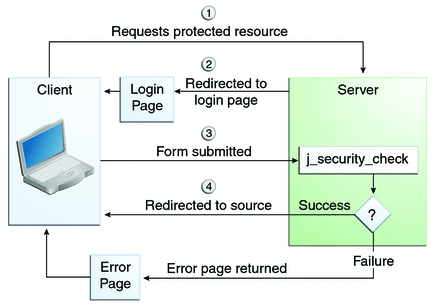 1
Requests protected resource
Client
2
Redirected to
login page
Login
Page
Server
3
Form submitted
j_security_check
4
Redirected to source
Success
?
Failure
Error page returned
Error
Page